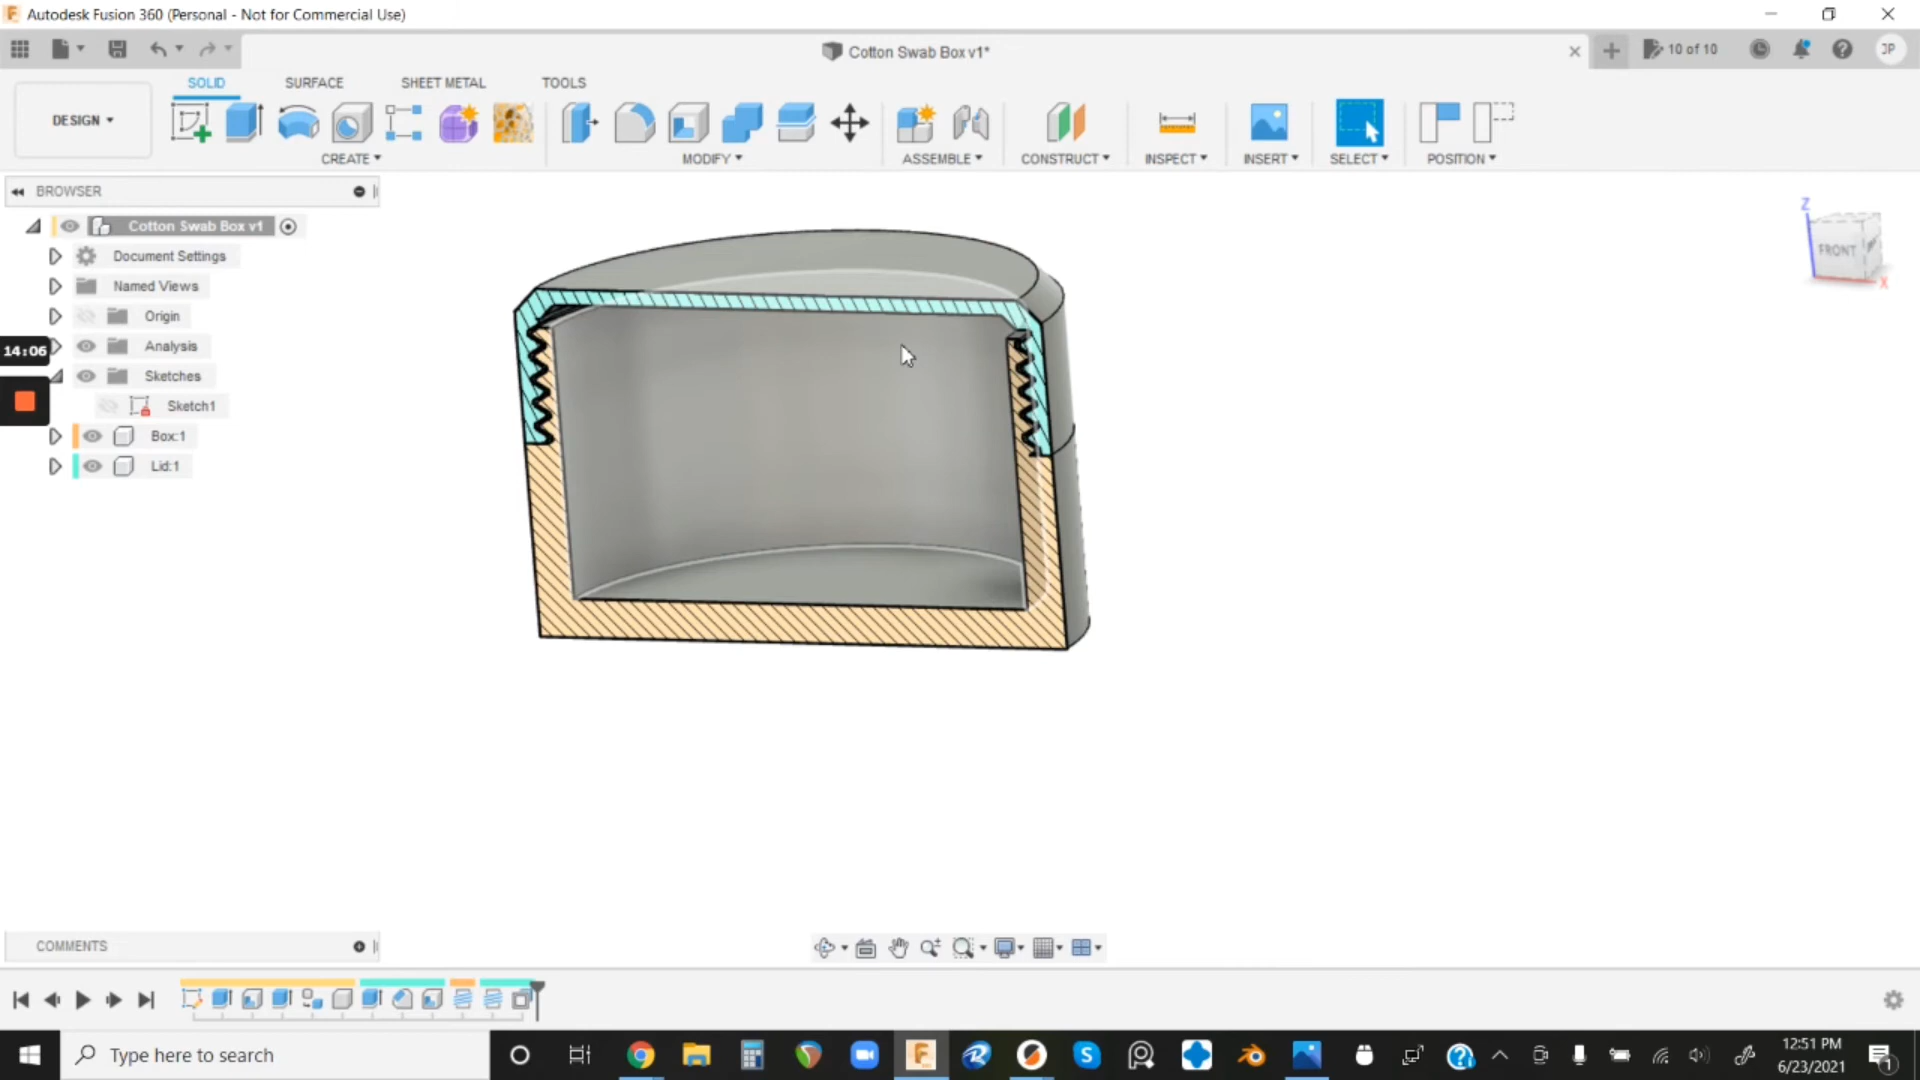 Autodesk Fusion 360 (Personal - Not for Commercial Use)
Cotton Swab Box v1*
10 of 10
JP
DESIGN
SOLID
SURFACE
SHEET METAL
TOOLS
CREATE
MODIFY
ASSEMBLE
CONSTRUCT
INSPECT
INSERT
SELECT
POSITION
BROWSER
Cotton Swab Box v1
Document Settings
Named Views
Origin
14:06
Analysis
Sketches
Sketch1
Box:1
Lid:1
Z
FRONT
X
COMMENTS
Type here to search
12:51 PM
6/23/2021
1